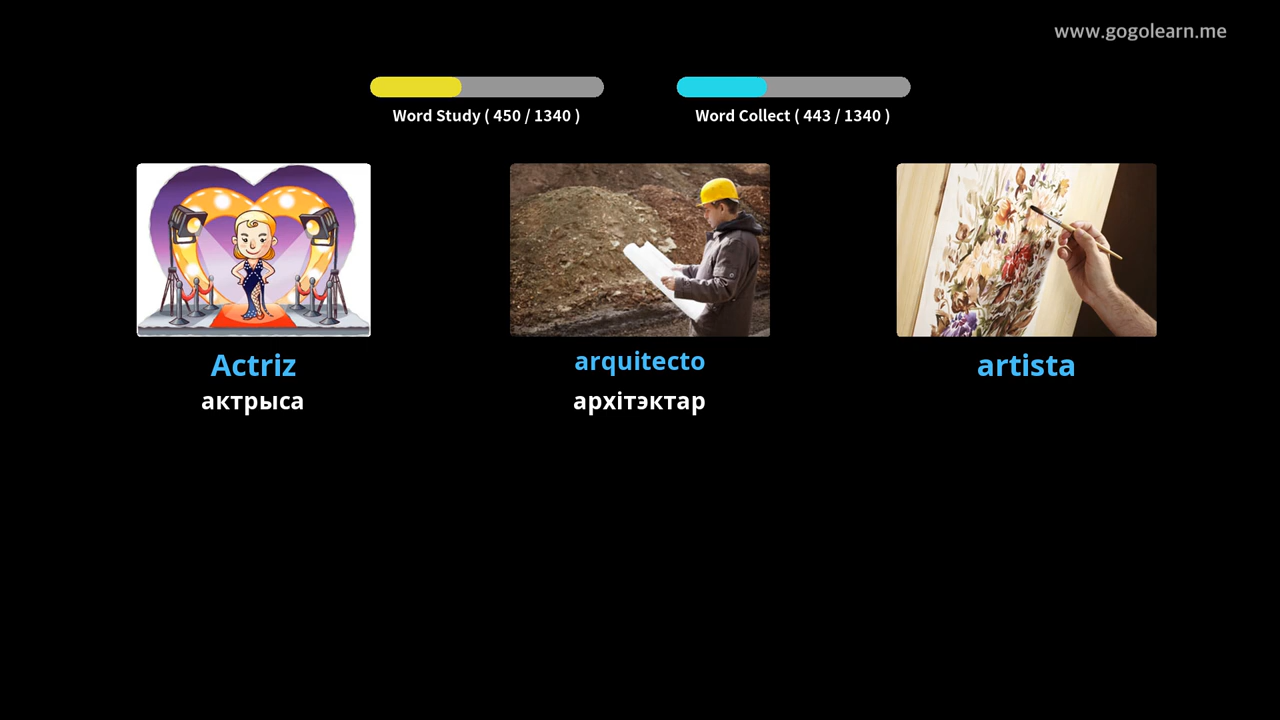 www.gogolearn.me
Word Study ( 450 / 1340 )
Word Collect ( 443 / 1340 )
Actriz
актрыса
arquitecto
архітэктар
artista